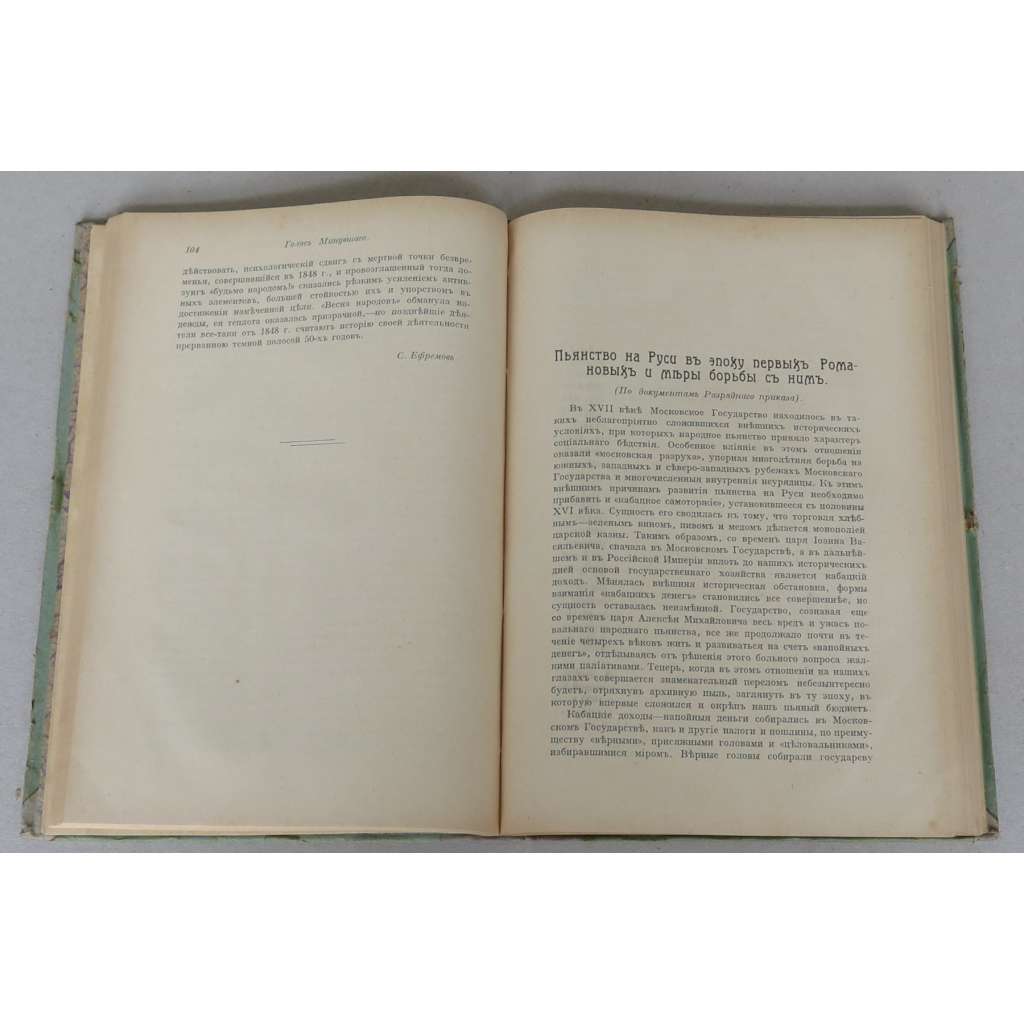 104
Голосъ Минувшаго.
дѣйствовать, психологическій сдвигъ съ мертвой точки безвре-
менья, совершившійся въ 1848 г., и провозглашенный тогда ло-
зунгъ «будьмо народомъ!» сказались рѣзкимъ усиленіемъ актив-
ныхъ элементовъ, большей стойкостью ихъ и упорствомъ въ
достиженіи намѣченной цѣли. «Весна народовъ» обманула на-
дежды, ея теплота оказалась призрачной,—но позднѣйшіе дѣя-
тели все-таки отъ 1848 г. считаютъ исторію своей дѣятельности
прерванною темной полосой 50-хъ годовъ.
С. Ефремовъ.
Пьянство на Руси въ эпоху первыхъ Рома-
новыхъ и мѣры борьбы съ нимъ.
(По документамъ Разряднаго приказа).
Въ XVII вѣкѣ Московское Государство находилось въ та-
кихъ неблагопріятно сложившихся внѣшнихъ историческихъ
условіяхъ, при которыхъ народное пьянство приняло характеръ
соціальнаго бѣдствія. Особенное вліяніе въ этомъ отношеніи
оказали «московская разруха», упорная многолѣтняя борьба на
южныхъ, западныхъ и сѣверо-западныхъ рубежахъ Московскаго
Государства и многочисленныя внутреннія неурядицы. Къ этимъ
внѣшнимъ причинамъ развитія пьянства на Руси необходимо
прибавить и «кабацкое самоторжіе», установившееся съ половины
XVI вѣка. Сущность его сводилась къ тому, что торговля хлѣб-
нымъ—зеленымъ виномъ, пивомъ и медомъ дѣлается монополіей
царской казны. Такимъ образомъ, со временъ царя Іоанна Ва-
сильевича, сначала въ Московскомъ Государствѣ, а въ дальнѣй-
шемъ и въ Россійской Имперіи вплоть до нашихъ историческихъ
дней основой государственнаго хозяйства является кабацкій
доходъ. Мѣнялась внѣшняя историческая обстановка, формы
взиманія «кабацкихъ денегъ» становились все совершеннѣе, но
сущность оставалась неизмѣнной. Государство, сознавая еще
со временъ царя Алексѣя Михайловича весь вредъ и ужасъ по-
вальнаго народнаго пьянства, все же продолжало почти въ те-
ченіе четырехъ вѣковъ жить и развиваться на счетъ «напойныхъ
денегъ», отдѣлываясь отъ рѣшенія этого больного вопроса жал-
кими паліативами. Теперь, когда въ этомъ отношеніи на нашихъ
глазахъ совершается знаменательный переломъ небезынтересно
будетъ, отряхнувъ архивную пыль, заглянуть въ ту эпоху, въ
которую впервые сложился и окрѣпъ нашъ пьяный бюджетъ.
Кабацкіе доходы—напойныя деньги собирались въ Москов-
скомъ Государствѣ, какъ и другіе налоги и пошлины, по преиму-
ществу «вѣрными», присяжными головами и «цѣловальниками»,
избиравшимися міромъ. Вѣрные головы собирали государеву